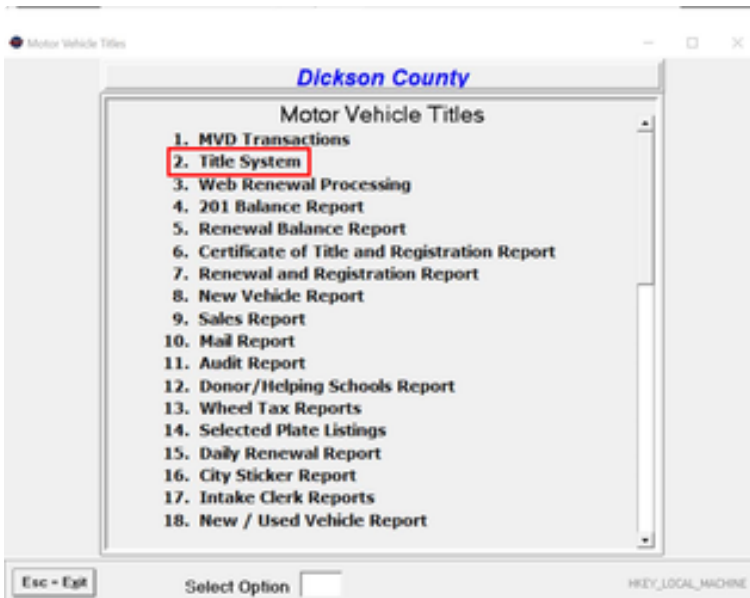 Motor Vehicle Titles
Dickson County
Motor Vehicle Titles
1. MVD Transactions
2. Title System
3. Web Renewal Processing
4. 201 Balance Report
5. Renewal Balance Report
6. Certificate of Title and Registration Report
7. Renewal and Registration Report
8. New Vehicle Report
9. Sales Report
10. Mail Report
11. Audit Report
12. Donor/Helping Schools Report
13. Wheel Tax Reports
14. Selected Plate Listings
15. Daily Renewal Report
16. City Sticker Report
17. Intake Clerk Reports
18. New / Used Vehicle Report
Esc - Exit
Select Option
HKEY_LOCAL_MACHINE